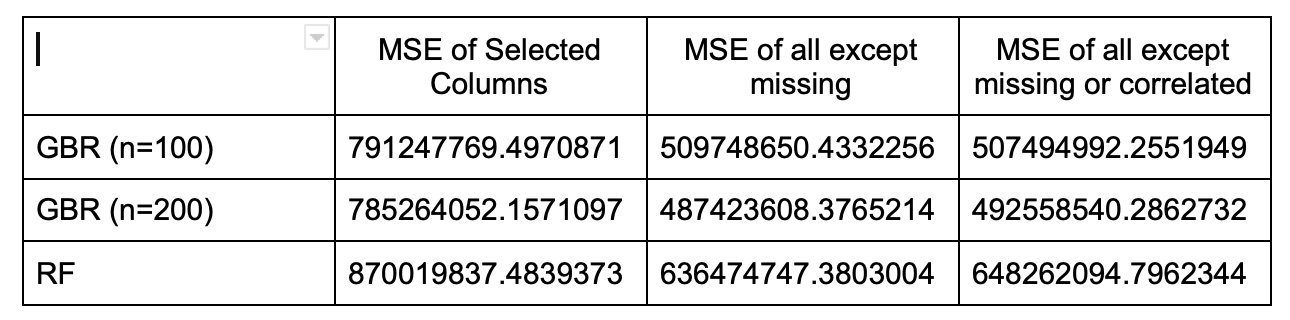 MSE of Selected
Columns
MSE of all except
missing
MSE of all except
missing or correlated
GBR (n=100)
791247769.4970871
509748650.4332256
507494992.2551949
GBR (n=200)
785264052.1571097
487423608.3765214
492558540.2862732
RF
870019837.4839373
636474747.3803004
648262094.7962344